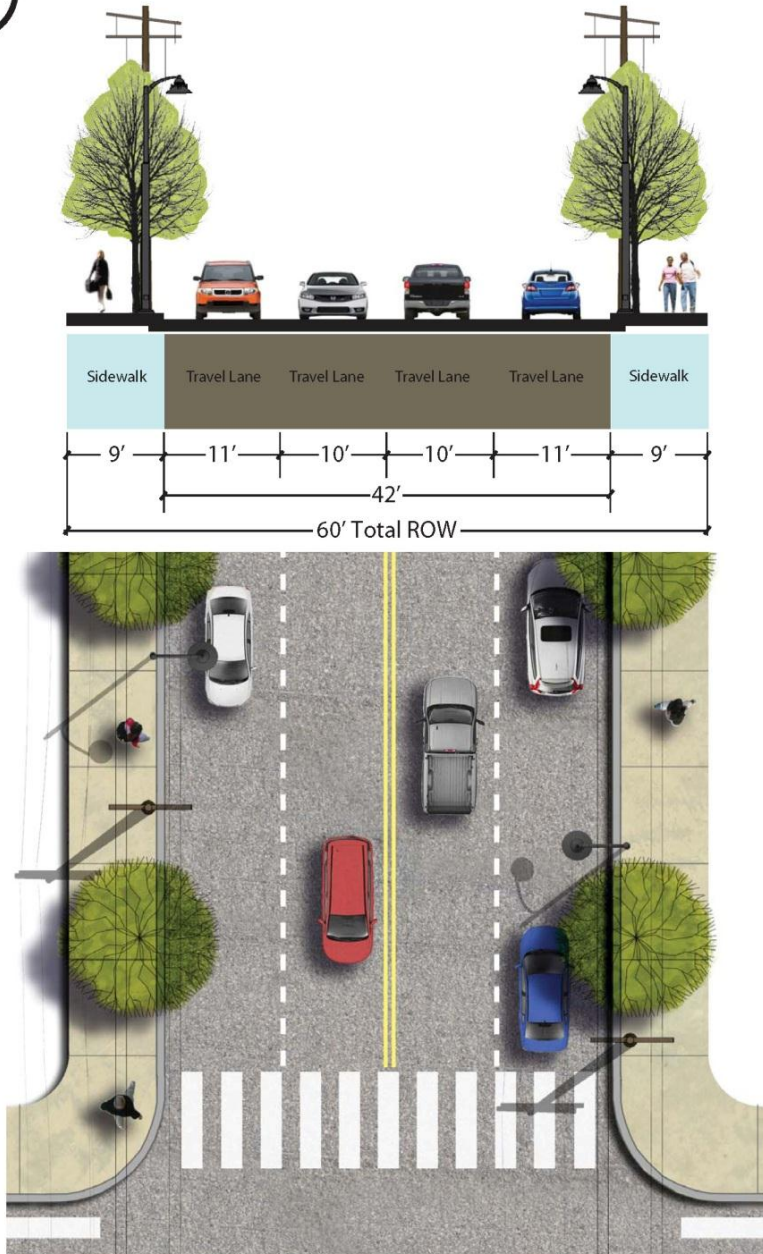 Sidewalk Travel Lane Travel Lane Travel Lane Travel Lane Sidewalk
9' 11' 10' 10' 11' 9'
42'
60' Total ROW